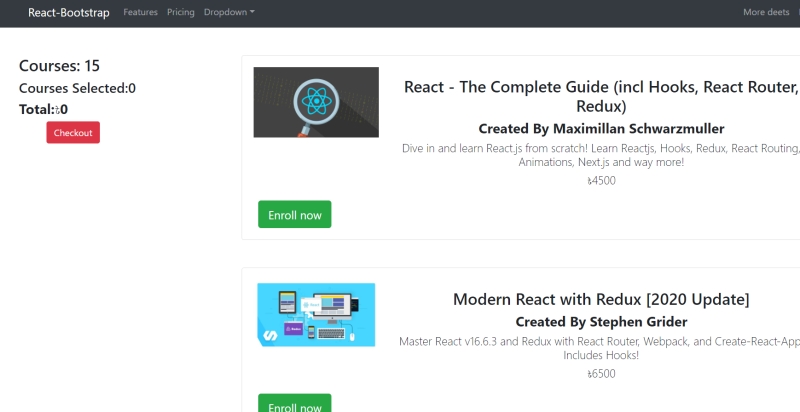 React-Bootstrap Features Pricing Dropdown More deets
Courses: 15
Courses Selected:0
Total:৳0
Checkout
React - The Complete Guide (incl Hooks, React Router,
Redux)
Created By Maximillan Schwarzmuller
Dive in and learn React.js from scratch! Learn Reactjs, Hooks, Redux, React Routing,
Animations, Next.js and way more!
৳4500
Enroll now
Modern React with Redux [2020 Update]
Created By Stephen Grider
Master React v16.6.3 and Redux with React Router, Webpack, and Create-React-App
Includes Hooks!
৳6500
Enroll now